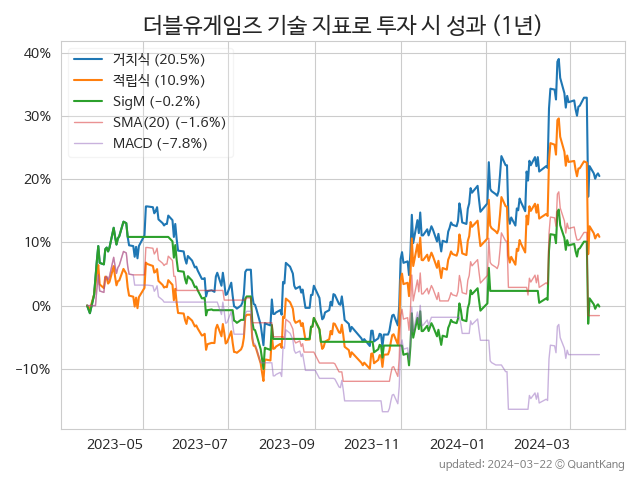 더블유게임즈 기술 지표로 투자 시 성과 (1년)
40%
30%
20%
10%
0%
−10%
거치식 (20.5%)
적립식 (10.9%)
SigM (−0.2%)
SMA(20) (−1.6%)
MACD (−7.8%)
2023-05
2023-07
2023-09
2023-11
2024-01
2024-03
updated: 2024-03-22 © QuantKang